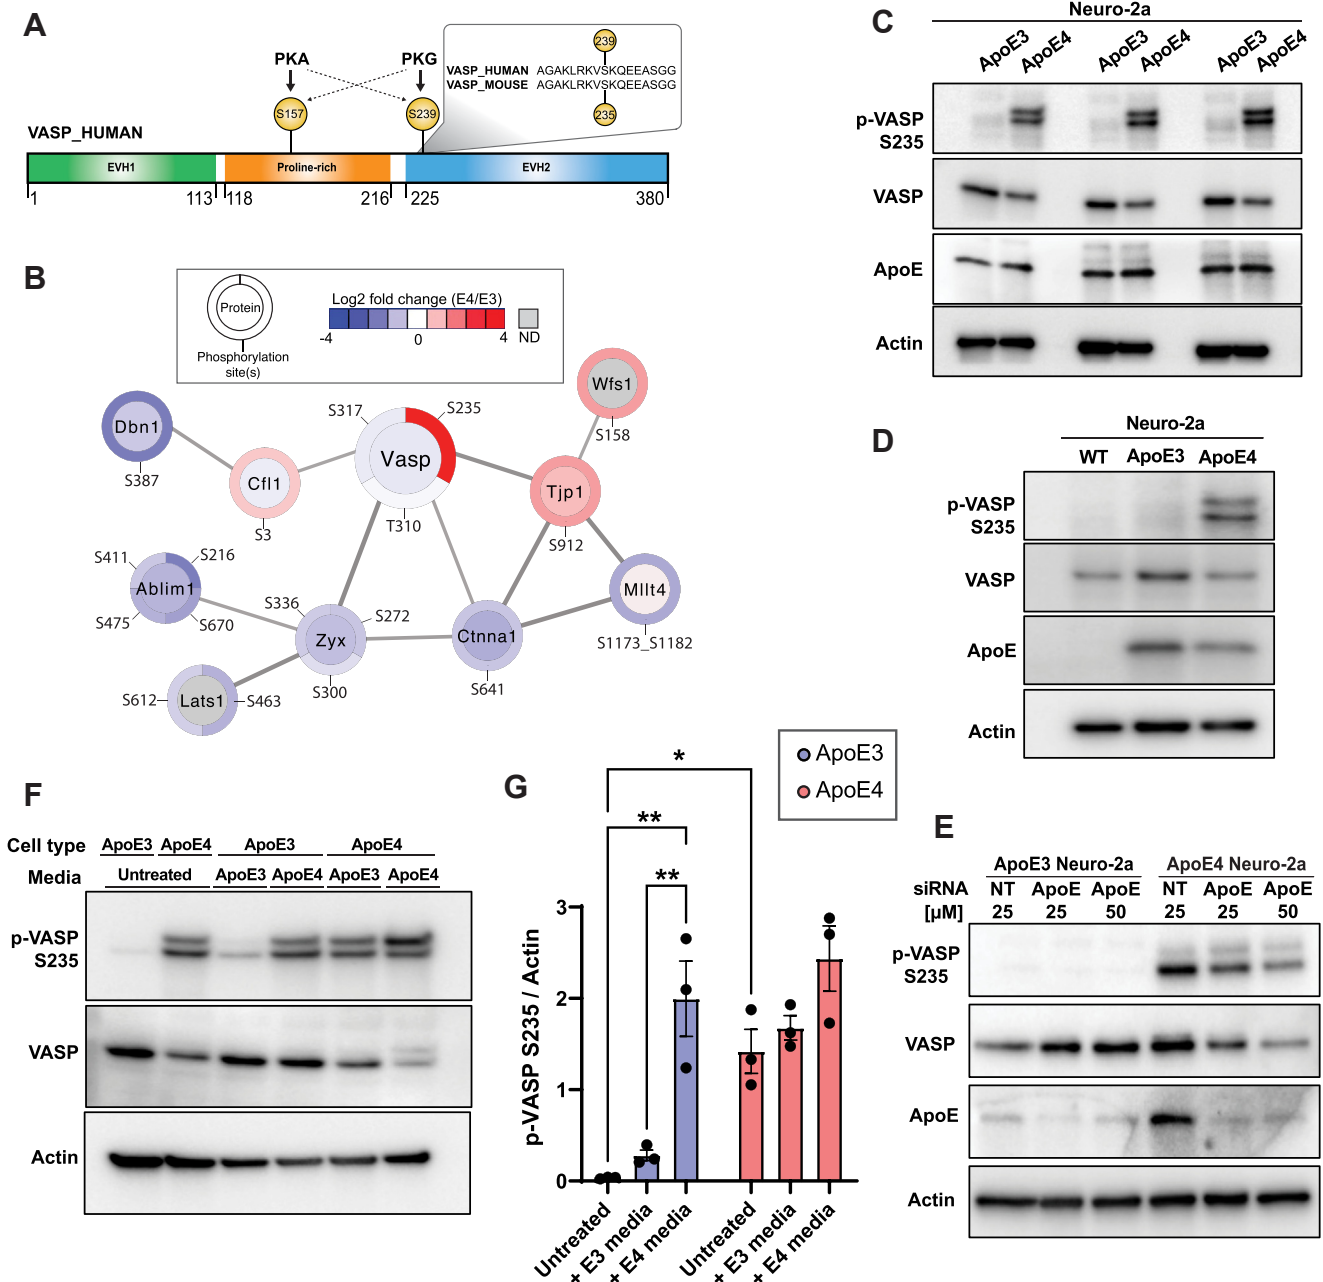 A
PKA
PKG
S157
S239
239
VASP_HUMAN AGAKLRKVSKQEEASGG
VASP_MOUSE AGAKLRKVSKQEEASGG
235
VASP_HUMAN
EVH1
Proline-rich
EVH2
1
113
118
216
225
380
B
Protein
Phosphorylation
site(s)
Log2 fold change (E4/E3)
-4
0
4
ND
Dbn1
S387
Cfl1
S3
S317
S235
Vasp
T310
Wfs1
S158
Tjp1
S912
S411
S216
Ablim1
S475
S670
S336
S272
Zyx
S300
Ctnna1
S641
Mllt4
S1173_S1182
S612
Lats1
S463
C
Neuro-2a
ApoE3
ApoE4
ApoE3
ApoE4
ApoE3
ApoE4
p-VASP
S235
VASP
ApoE
Actin
D
Neuro-2a
WT ApoE3 ApoE4
p-VASP
S235
VASP
ApoE
Actin
E
ApoE3 Neuro-2a ApoE4 Neuro-2a
siRNA NT ApoE ApoE NT ApoE ApoE
[µM] 25 25 50 25 25 50
p-VASP
S235
VASP
ApoE
Actin
F
Cell type ApoE3 ApoE4 ApoE3 ApoE4
Media Untreated ApoE3 ApoE4 ApoE3 ApoE4
p-VASP
S235
VASP
Actin
G
ApoE3
ApoE4
*
**
**
p-VASP S235 / Actin
3
2
1
0
Untreated
+ E3 media
+ E4 media
Untreated
+ E3 media
+ E4 media